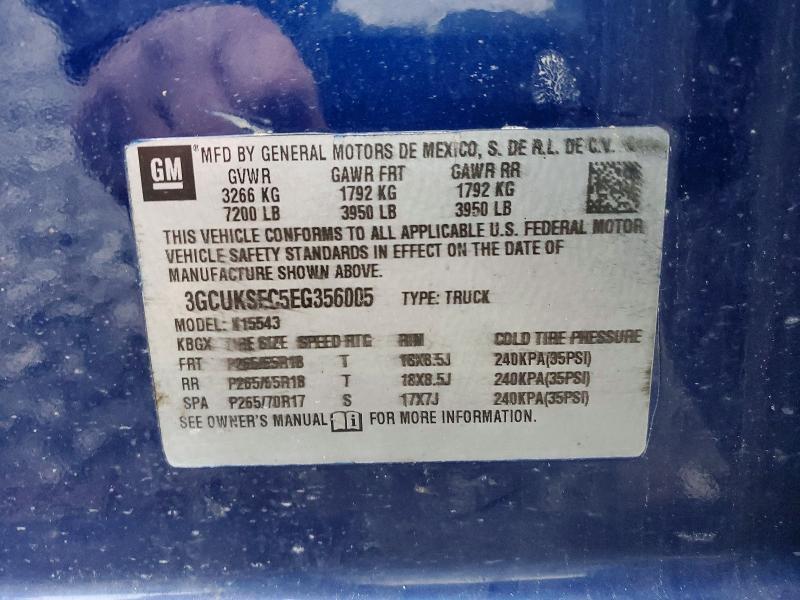 GM ® MFD BY GENERAL MOTORS DE MEXICO, S. DE R.L. DE C.V.
GVWR GAWR FRT GAWR RR
3266 KG 1792 KG 1792 KG
7200 LB 3950 LB 3950 LB
THIS VEHICLE CONFORMS TO ALL APPLICABLE U.S. FEDERAL MOTOR
VEHICLE SAFETY STANDARDS IN EFFECT ON THE DATE OF
MANUFACTURE SHOWN ABOVE.
3GCUKSEC5EG356005 TYPE: TRUCK
MODEL: K15543
KBGX TIRE SIZE SPEED RTG RIM COLD TIRE PRESSURE
FRT P265/65R18 T 18X8.5J 240KPA(35PSI)
RR P265/65R18 T 18X8.5J 240KPA(35PSI)
SPA P265/70R17 S 17X7J 240KPA(35PSI)
SEE OWNER'S MANUAL FOR MORE INFORMATION.